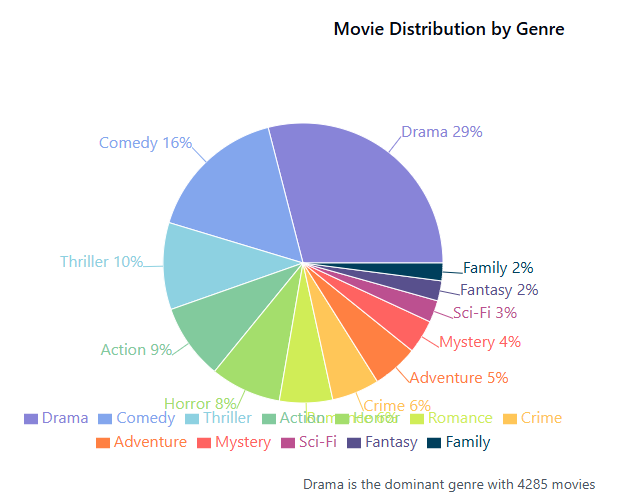 Movie Distribution by Genre
Drama 29%
Comedy 16%
Thriller 10%
Family 2%
Fantasy 2%
Sci-Fi 3%
Mystery 4%
Action 9%
Adventure 5%
Horror 8%
Crime 6%
Drama Comedy Thriller Action Horror Romance Crime
Adventure Mystery Sci-Fi Fantasy Family
Drama is the dominant genre with 4285 movies